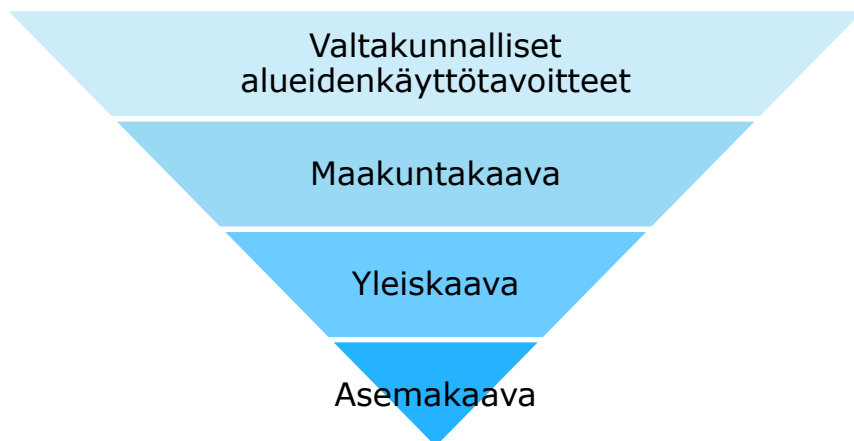 Valtakunnalliset
alueidenkäyttötavoitteet
Maakuntakaava
Yleiskaava
Asemakaava